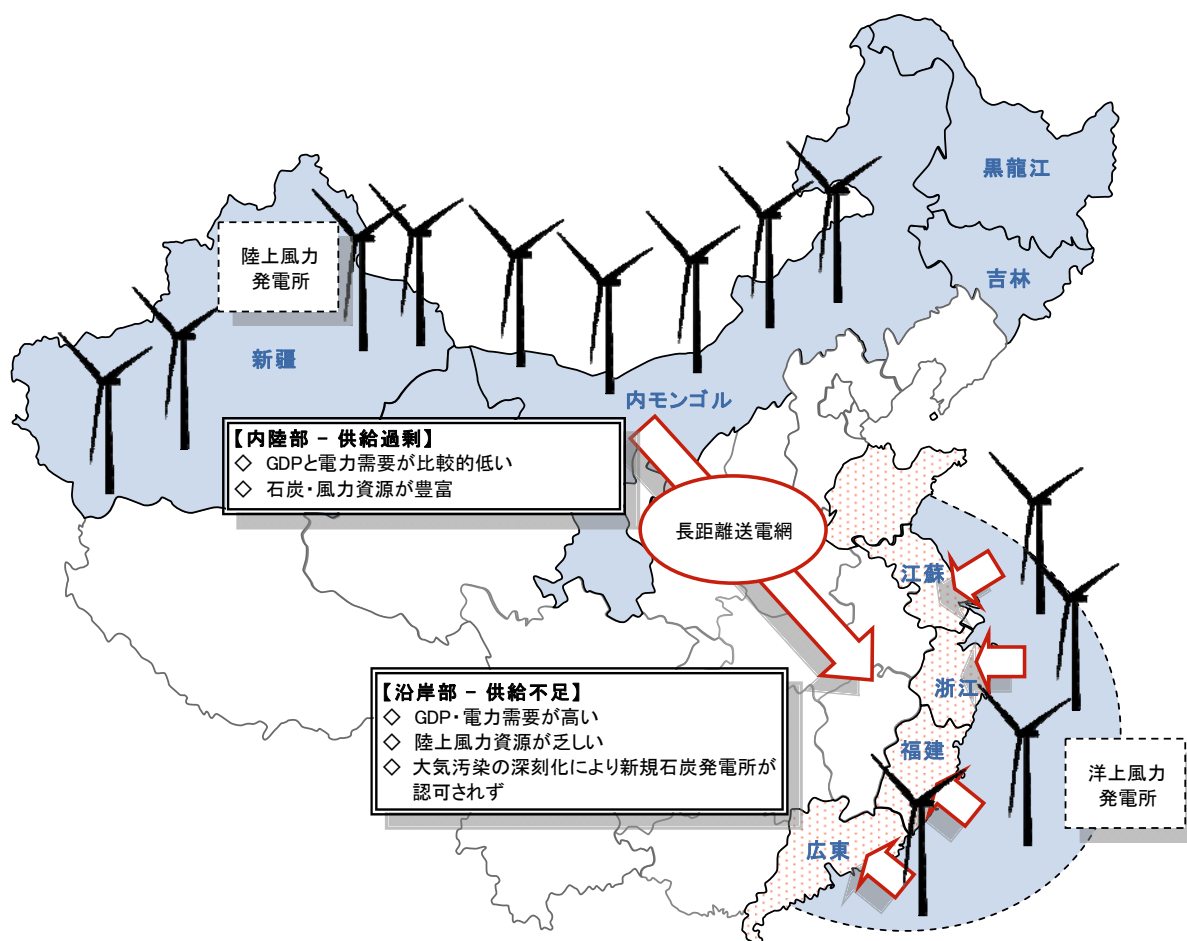 黒龍江
陸上風力
発電所
吉林
新疆
内モンゴル
【内陸部 – 供給過剰】
◇ GDPと電力需要が比較的低い
◇ 石炭・風力資源が豊富
長距離送電網
江蘇
【沿岸部 – 供給不足】
◇ GDP・電力需要が高い
◇ 陸上風力資源が乏しい
◇ 大気汚染の深刻化により新規石炭発電所が
認可されず
浙江
福建
洋上風力
発電所
広東